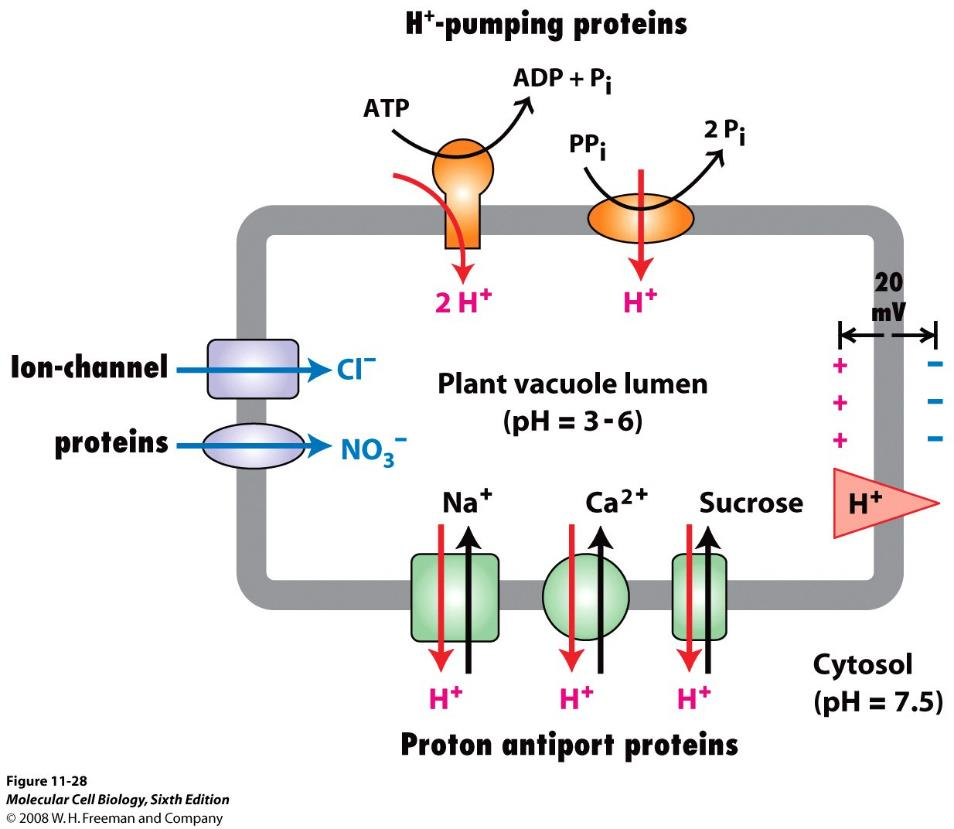 H⁺-pumping proteins
ADP + Pi
ATP
2 Pi
PPi
20
mV
2 H⁺
H⁺
Ion-channel
Cl⁻
+ −
Plant vacuole lumen
+ −
(pH = 3-6)
proteins
NO₃⁻
+ −
Na⁺
Ca²⁺
Sucrose
H⁺
Cytosol
(pH = 7.5)
H⁺
H⁺
H⁺
Proton antiport proteins
Figure 11-28
Molecular Cell Biology, Sixth Edition
© 2008 W. H. Freeman and Company